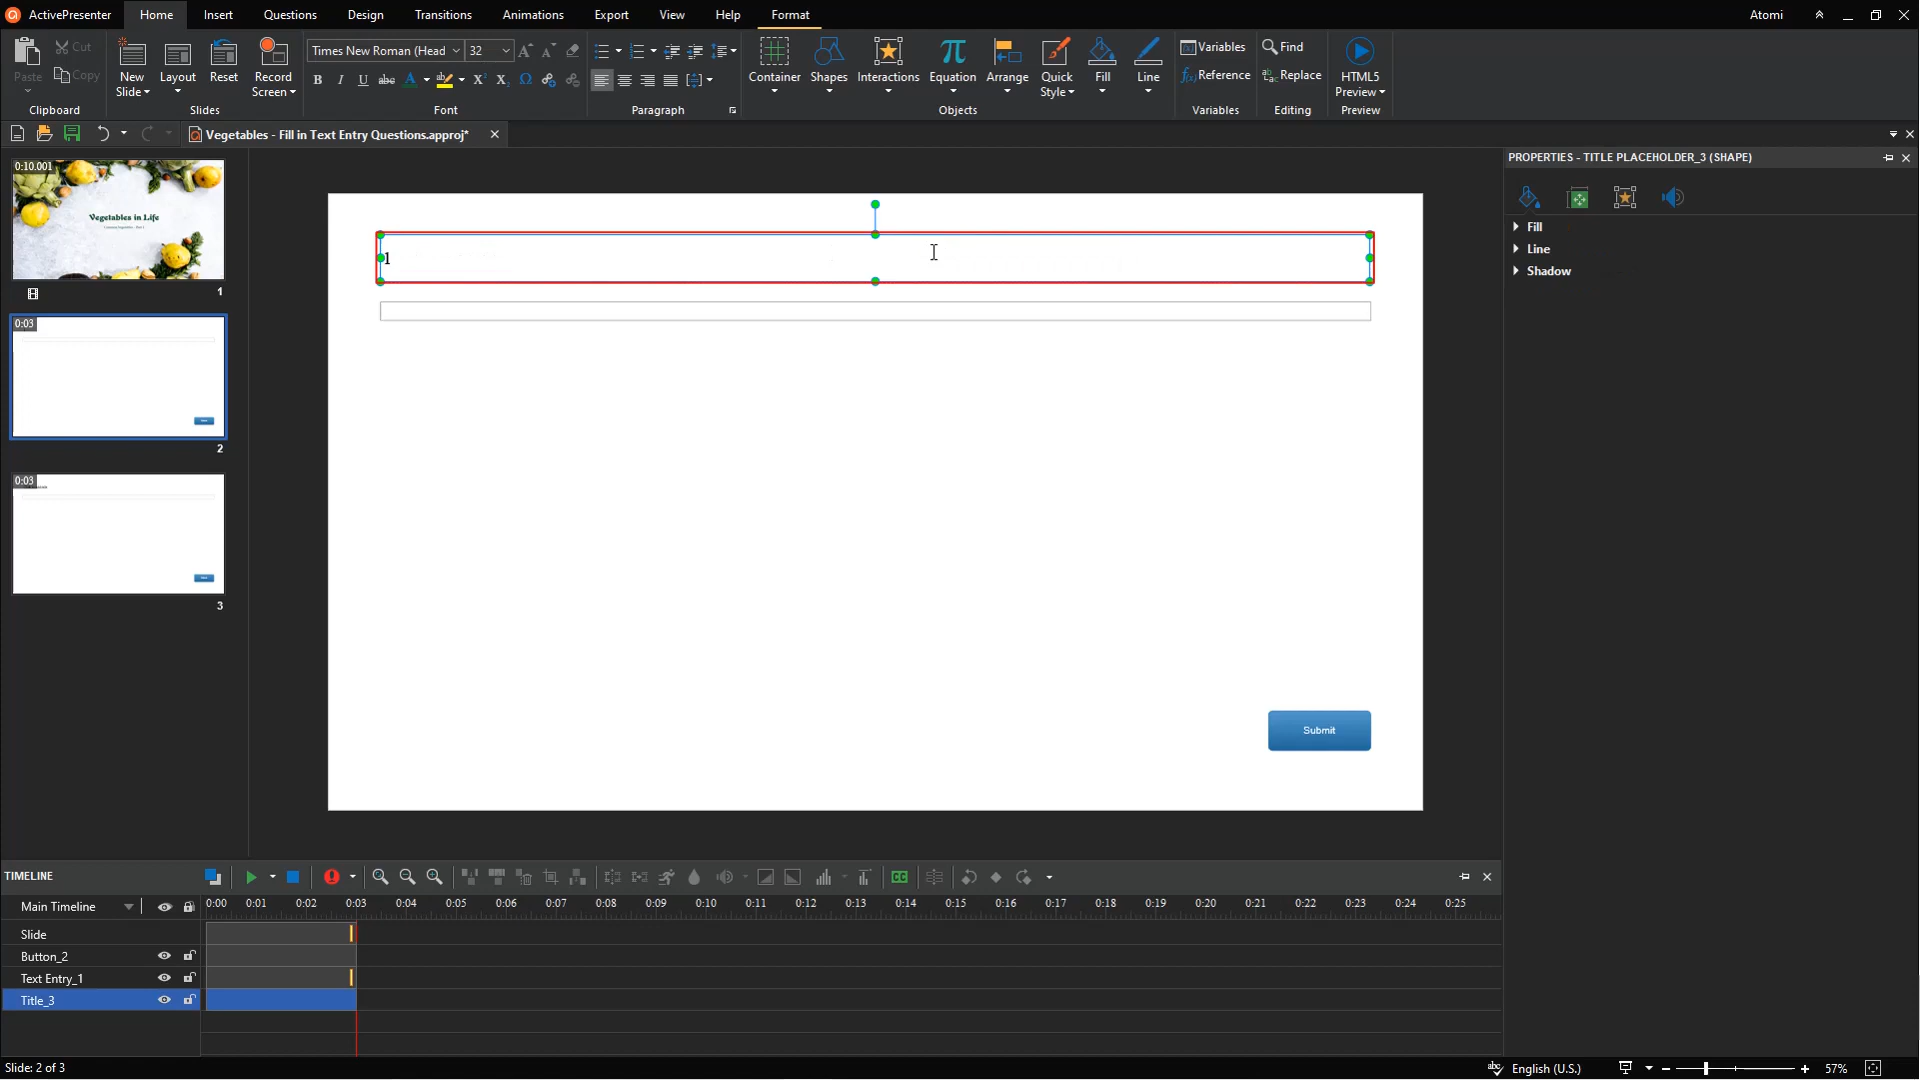 ActivePresenter Home Insert Questions Design Transitions Animations Export View Help Format Atomi
Paste Cut Copy Clipboard
New Slide Layout Reset Record Screen Slides
Times New Roman (Head 32
B I U abc A ab X² X₂ Ω Font
Paragraph
Container Shapes Interactions Equation Arrange Quick Style Fill Line Objects
Variables Reference Variables
Find Replace Editing
HTML5 Preview Preview
Vegetables - Fill in Text Entry Questions.approj*
PROPERTIES - TITLE PLACEHOLDER_3 (SHAPE)
Fill
Line
Shadow
0:10.001
Vegetables in Life
1
0:03
2
0:03
3
1
Submit
TIMELINE
CC
Main Timeline 0:00 0:01 0:02 0:03 0:04 0:05 0:06 0:07 0:08 0:09 0:10 0:11 0:12 0:13 0:14 0:15 0:16 0:17 0:18 0:19 0:20 0:21 0:22 0:23 0:24 0:25
Slide
Button_2
Text Entry_1
Title_3
Slide: 2 of 3 abc English (U.S.) 57%